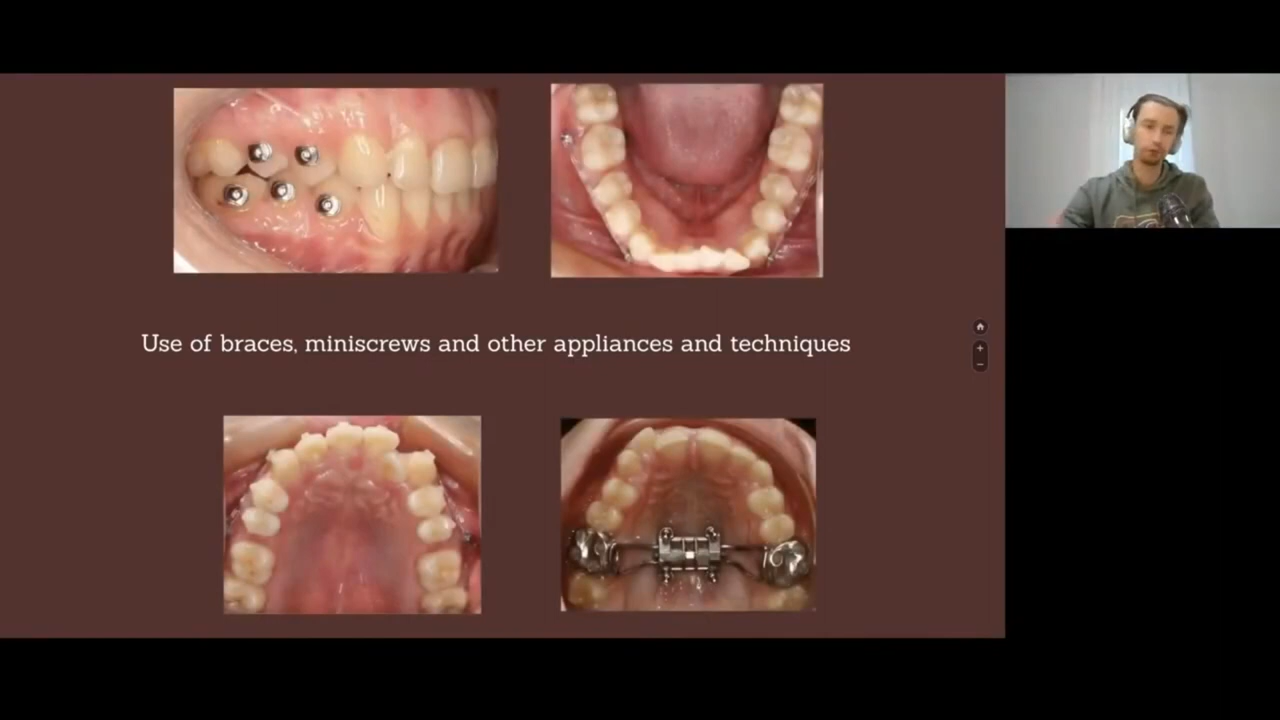 Use of braces, miniscrews and other appliances and techniques